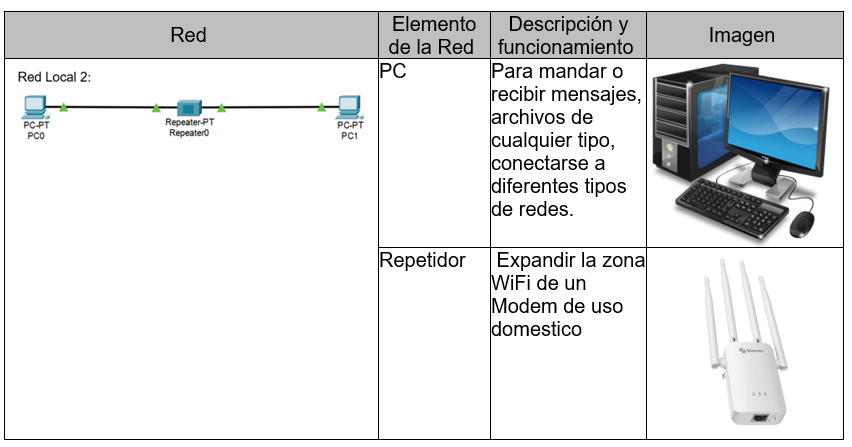 Red
Elemento
de la Red
Descripción y
funcionamiento
Imagen
Red Local 2:
PC-PT
PC0
Repeater-PT
Repeater0
PC-PT
PC1
PC
Para mandar o
recibir mensajes,
archivos de
cualquier tipo,
conectarse a
diferentes tipos
de redes.
Repetidor
Expandir la zona
WiFi de un
Modem de uso
domestico
Steren